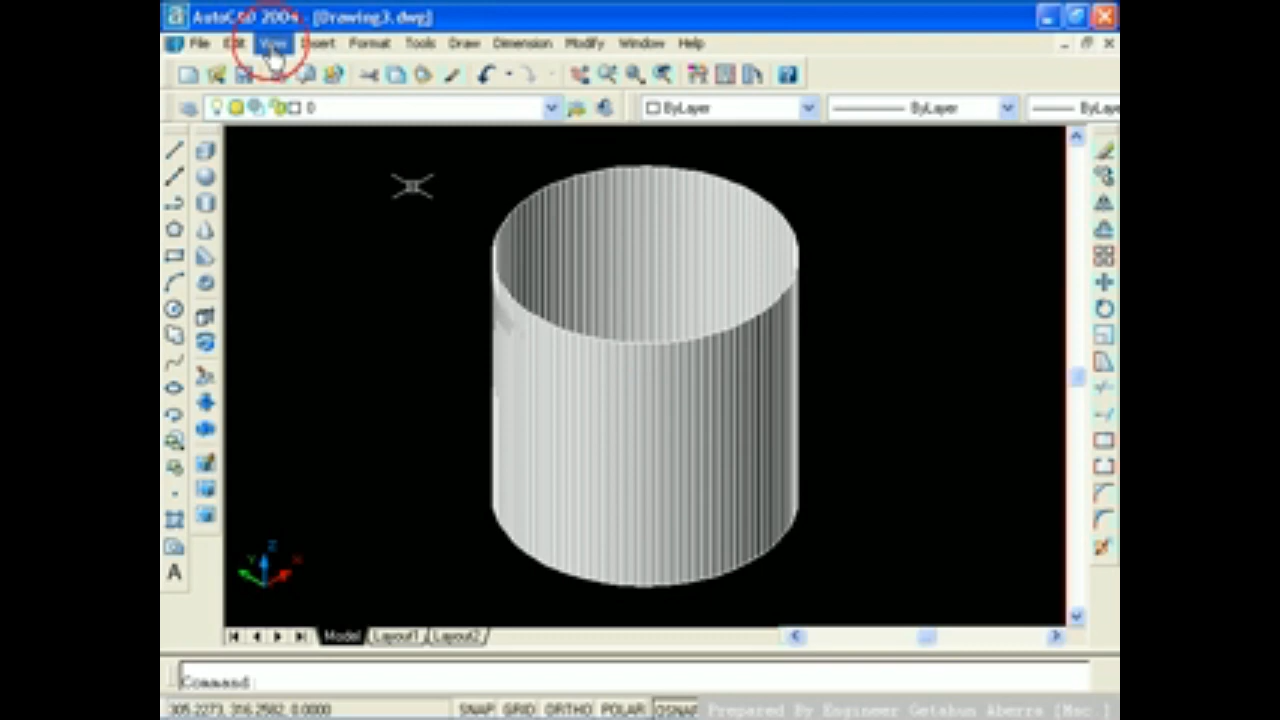 AutoCAD 2004 - [Drawing3.dwg]
File Edit View Insert Format Tools Draw Dimension Modify Window Help
0 ByLayer ByLayer ByLaye
Y Z X
A
Model Layout1 Layout2
Command:
305.2273, 316.2582, 0.0000 SNAP GRID ORTHO POLAR OSNAP Prepared By Engineer Getahun Aberra [Msc ]